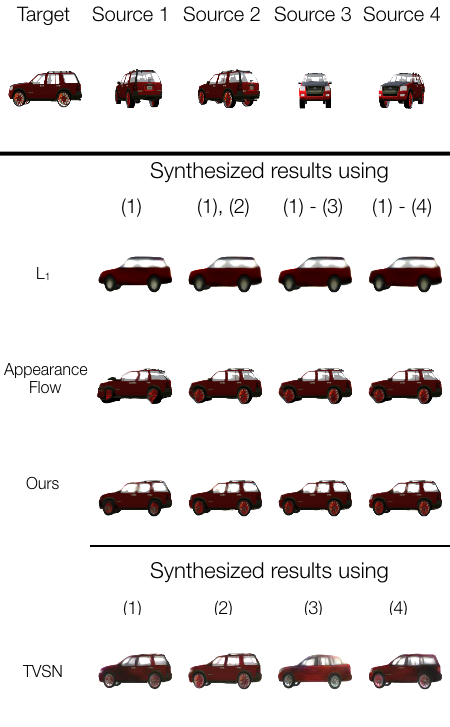 Target Source 1 Source 2 Source 3 Source 4
Synthesized results using
(1) (1), (2) (1) - (3) (1) - (4)
L₁
Appearance
Flow
Ours
Synthesized results using
(1) (2) (3) (4)
TVSN